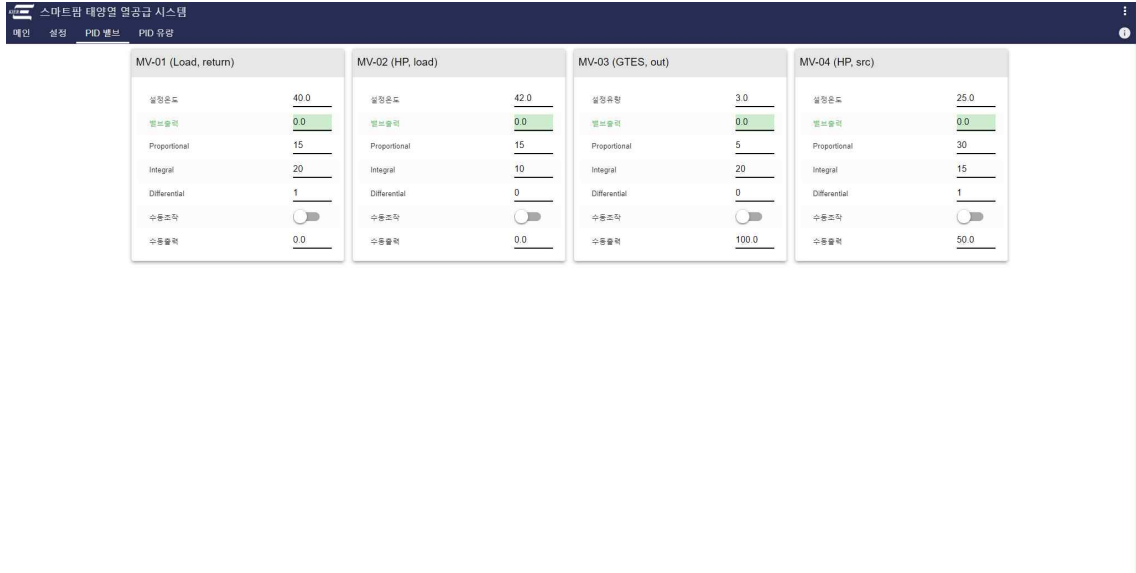 스마트팜 태양열 열공급 시스템
메인 설정 PID 밸브 PID 유량
MV-01 (Load, return)
설정온도 40.0
밸브출력 0.0
Proportional 15
Integral 20
Differential 1
수동조작
수동출력 0.0
MV-02 (HP, load)
설정온도 42.0
밸브출력 0.0
Proportional 15
Integral 10
Differential 0
수동조작
수동출력 0.0
MV-03 (GTES, out)
설정유량 3.0
밸브출력 0.0
Proportional 5
Integral 20
Differential 0
수동조작
수동출력 100.0
MV-04 (HP, src)
설정온도 25.0
밸브출력 0.0
Proportional 30
Integral 15
Differential 1
수동조작
수동출력 50.0